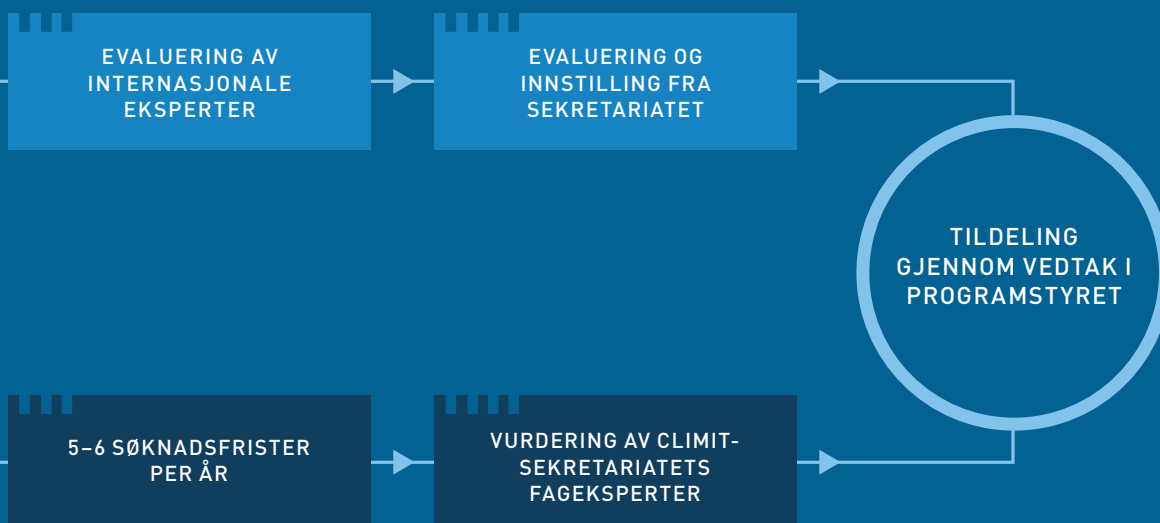 EVALUERING AV
INTERNASJONALE
EKSPERTER
EVALUERING OG
INNSTILLING FRA
SEKRETARIATET
TILDELING
GJENNOM VEDTAK I
PROGRAMSTYRET
5–6 SØKNADSFRISTER
PER ÅR
VURDERING AV CLIMIT-
SEKRETARIATETS
FAGEKSPERTER